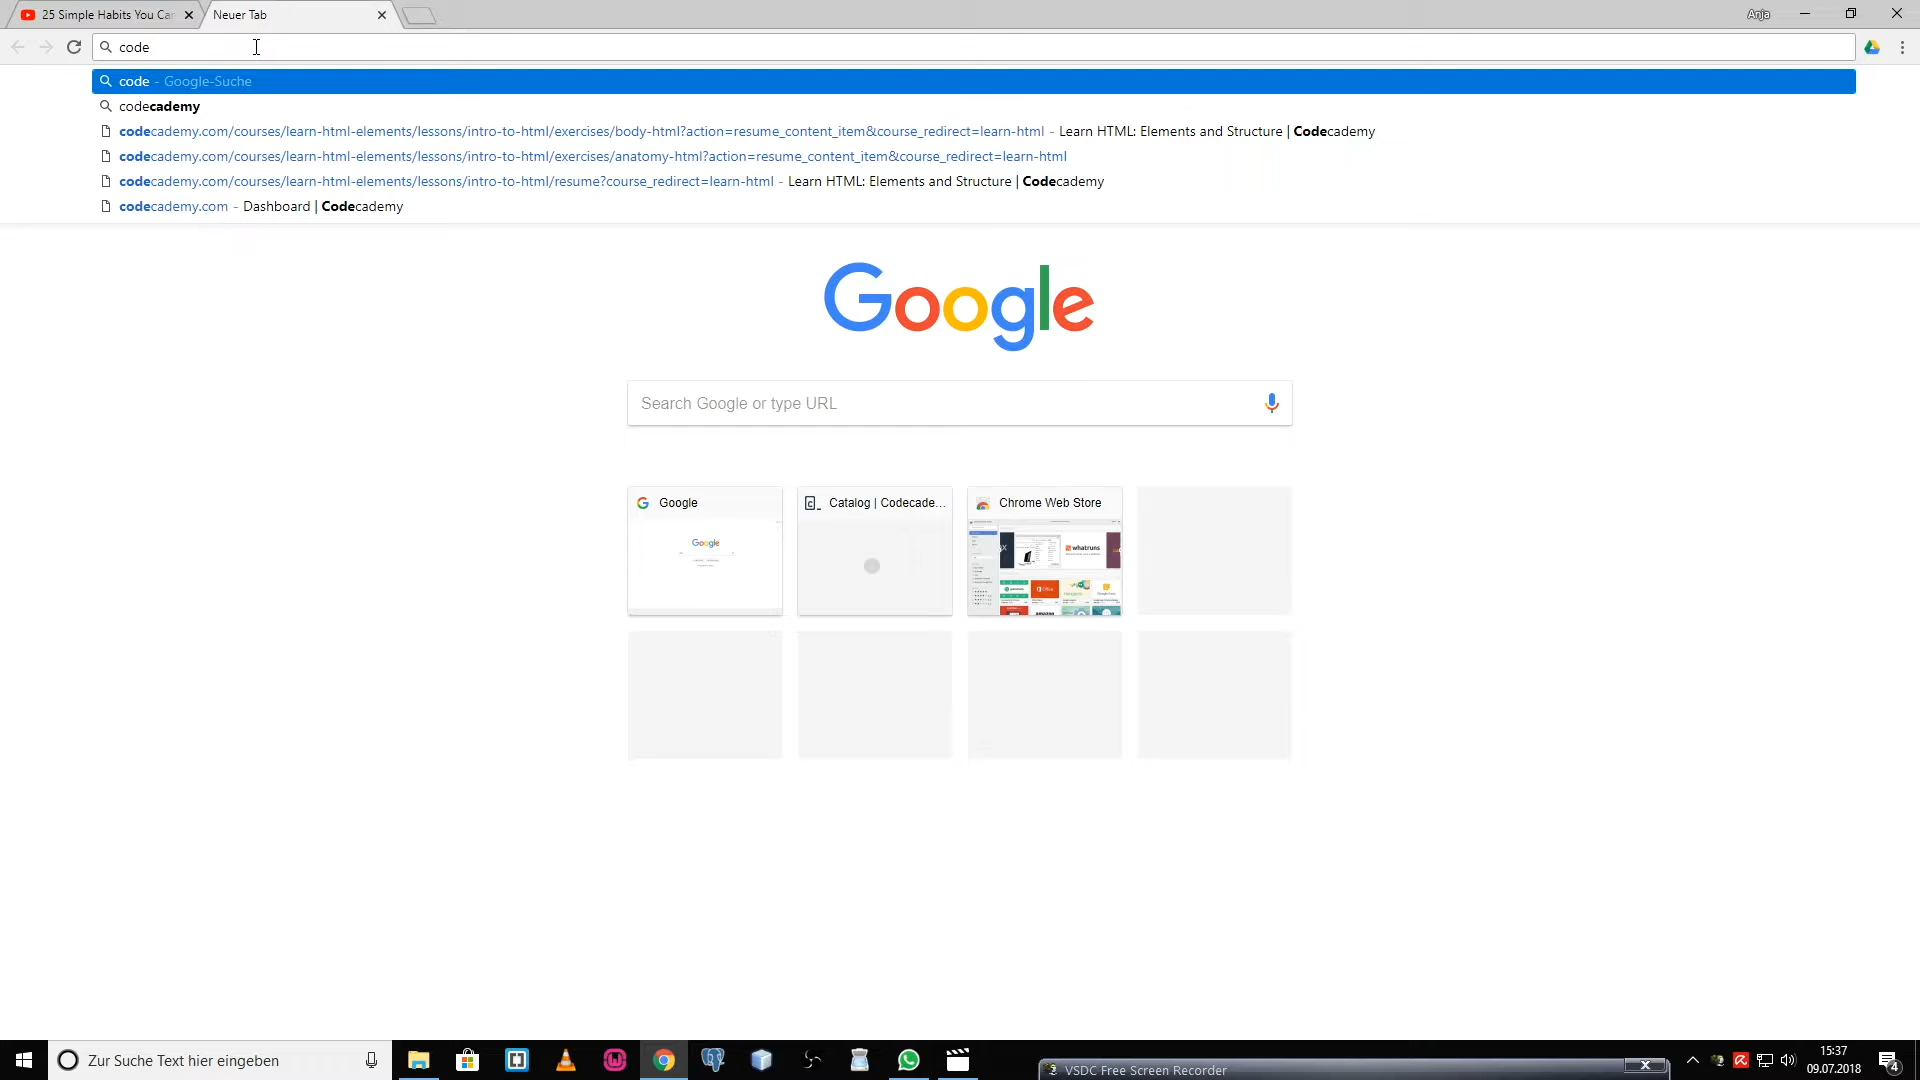 25 Simple Habits You Can
Neuer Tab
Anja
code
code - Google-Suche
codecademy
codecademy.com/courses/learn-html-elements/lessons/intro-to-html/exercises/body-html?action=resume_content_item&course_redirect=learn-html - Learn HTML: Elements and Structure | Codecademy
codecademy.com/courses/learn-html-elements/lessons/intro-to-html/exercises/anatomy-html?action=resume_content_item&course_redirect=learn-html
codecademy.com/courses/learn-html-elements/lessons/intro-to-html/resume?course_redirect=learn-html - Learn HTML: Elements and Structure | Codecademy
codecademy.com - Dashboard | Codecademy
Google
Search Google or type URL
Google
Catalog | Codecade...
Chrome Web Store
Google
whatruns
Zur Suche Text hier eingeben
VSDC Free Screen Recorder
15:37
09.07.2018
4